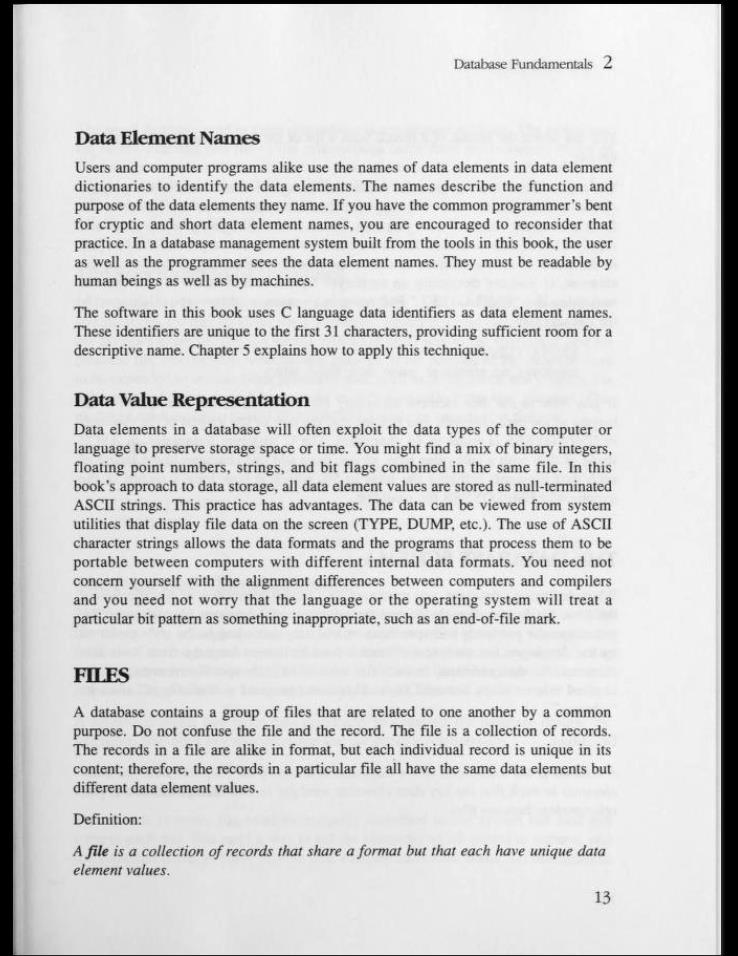 Database Fundamentals 2
Data Element Names
Users and computer programs alike use the names of data elements in data element
dictionaries to identify the data elements. The names describe the function and
purpose of the data elements they name. If you have the common programmer's bent
for cryptic and short data element names, you are encouraged to reconsider that
practice. In a database management system built from the tools in this book, the user
as well as the programmer sees the data element names. They must be readable by
human beings as well as by machines.
The software in this book uses C language data identifiers as data element names.
These identifiers are unique to the first 31 characters, providing sufficient room for a
descriptive name. Chapter 5 explains how to apply this technique.
Data Value Representation
Data elements in a database will often exploit the data types of the computer or
language to preserve storage space or time. You might find a mix of binary integers,
floating point numbers, strings, and bit flags combined in the same file. In this
book's approach to data storage, all data element values are stored as null-terminated
ASCII strings. This practice has advantages. The data can be viewed from system
utilities that display file data on the screen (TYPE, DUMP, etc.). The use of ASCII
character strings allows the data formats and the programs that process them to be
portable between computers with different internal data formats. You need not
concern yourself with the alignment differences between computers and compilers
and you need not worry that the language or the operating system will treat a
particular bit pattern as something inappropriate, such as an end-of-file mark.
FILES
A database contains a group of files that are related to one another by a common
purpose. Do not confuse the file and the record. The file is a collection of records.
The records in a file are alike in format, but each individual record is unique in its
content; therefore, the records in a particular file all have the same data elements but
different data element values.
Definition:
A file is a collection of records that share a format but that each have unique data
element values.
13